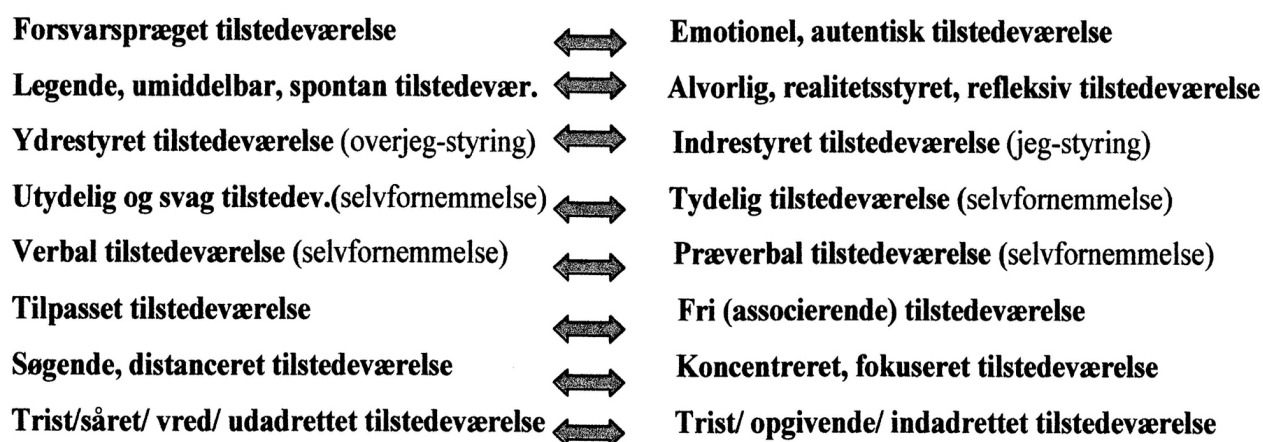 Forsvarspræget tilstedeværelse Emotionel, autentisk tilstedeværelse
Legende, umiddelbar, spontan tilstedevær. Alvorlig, realitetsstyret, refleksiv tilstedeværelse
Ydrestyret tilstedeværelse (overjeg-styring) Indrestyret tilstedeværelse (jeg-styring)
Utydelig og svag tilstedev.(selvfornemmelse) Tydelig tilstedeværelse (selvfornemmelse)
Verbal tilstedeværelse (selvfornemmelse) Præverbal tilstedeværelse (selvfornemmelse)
Tilpasset tilstedeværelse Fri (associerende) tilstedeværelse
Søgende, distanceret tilstedeværelse Koncentreret, fokuseret tilstedeværelse
Trist/såret/ vred/ udadrettet tilstedeværelse Trist/ opgivende/ indadrettet tilstedeværelse